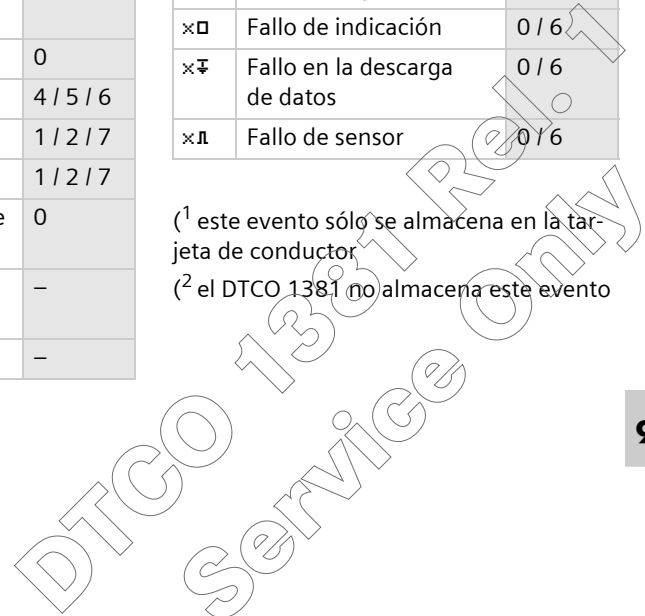 0
4 / 5 / 6
1 / 2 / 7
1 / 2 / 7
e 0
–
–
×◘ Fallo de indicación 0 / 6
×↧ Fallo en la descarga de datos 0 / 6
×⎍ Fallo de sensor 0 / 6
(1 este evento sólo se almacena en la tar-
jeta de conductor
(2 el DTCO 1381 no almacena este evento
DTCO 1381 Rel. 1
Service Only